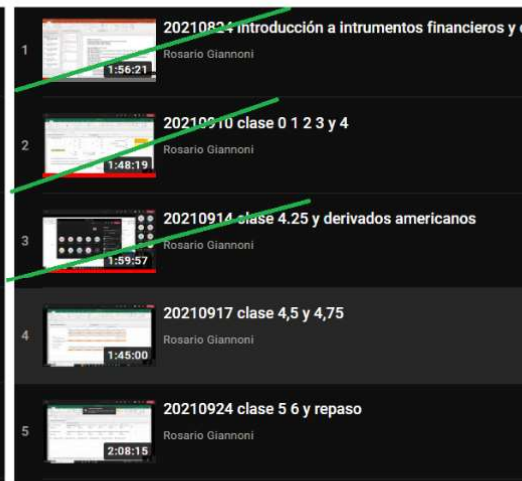 1
1:56:21
20210824 Introducción a intrumentos financieros y
Rosario Giannoni
2
1:48:19
20210910 clase 0 1 2 3 y 4
Rosario Giannoni
3
1:59:57
20210914 clase 4.25 y derivados americanos
Rosario Giannoni
4
1:45:00
20210917 clase 4,5 y 4,75
Rosario Giannoni
5
2:08:15
20210924 clase 5 6 y repaso
Rosario Giannoni